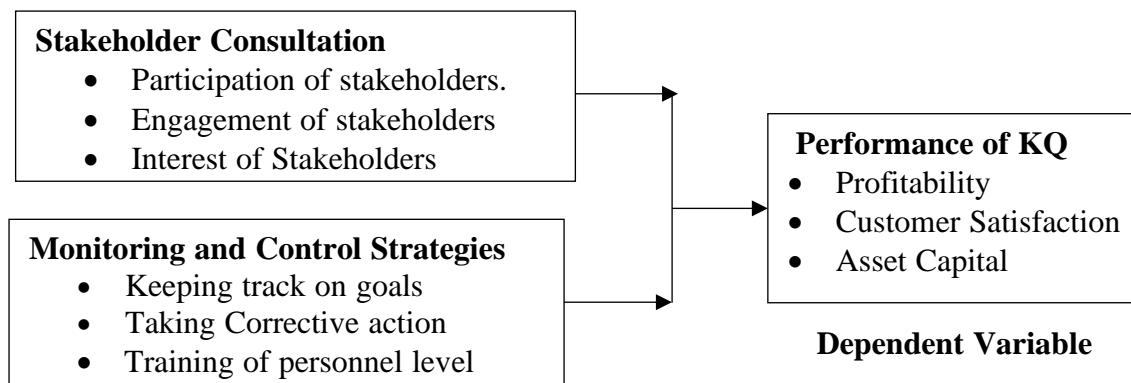 Stakeholder Consultation
• Participation of stakeholders.
• Engagement of stakeholders
• Interest of Stakeholders
Monitoring and Control Strategies
• Keeping track on goals
• Taking Corrective action
• Training of personnel level
Performance of KQ
• Profitability
• Customer Satisfaction
• Asset Capital
Dependent Variable